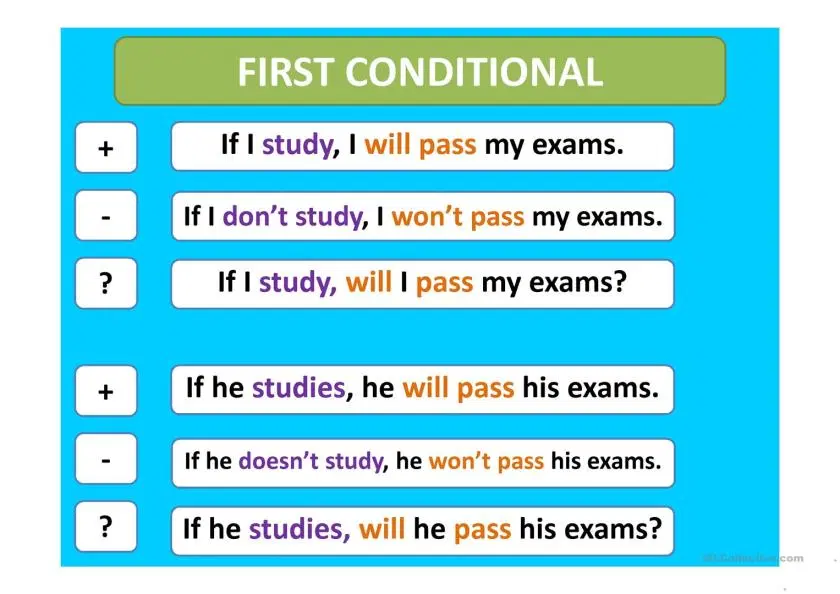 FIRST CONDITIONAL
+ If I study, I will pass my exams.
- If I don't study, I won't pass my exams.
? If I study, will I pass my exams?
+ If he studies, he will pass his exams.
- If he doesn't study, he won't pass his exams.
? If he studies, will he pass his exams?